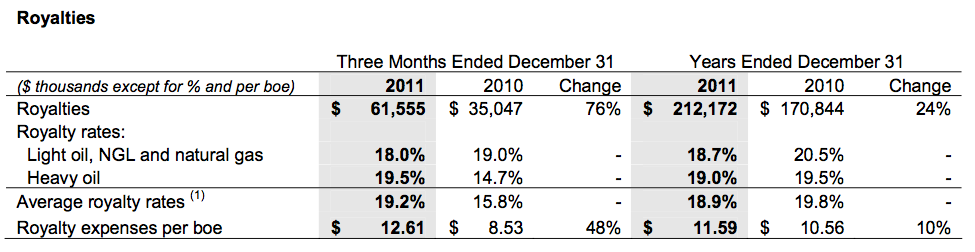 Royalties
Three Months Ended December 31 Years Ended December 31
($ thousands except for % and per boe) 2011 2010 Change 2011 2010 Change
Royalties $ 61,555 $ 35,047 76% $ 212,172 $ 170,844 24%
Royalty rates:
Light oil, NGL and natural gas 18.0% 19.0% - 18.7% 20.5% -
Heavy oil 19.5% 14.7% - 19.0% 19.5% -
Average royalty rates (1) 19.2% 15.8% - 18.9% 19.8% -
Royalty expenses per boe $ 12.61 $ 8.53 48% $ 11.59 $ 10.56 10%